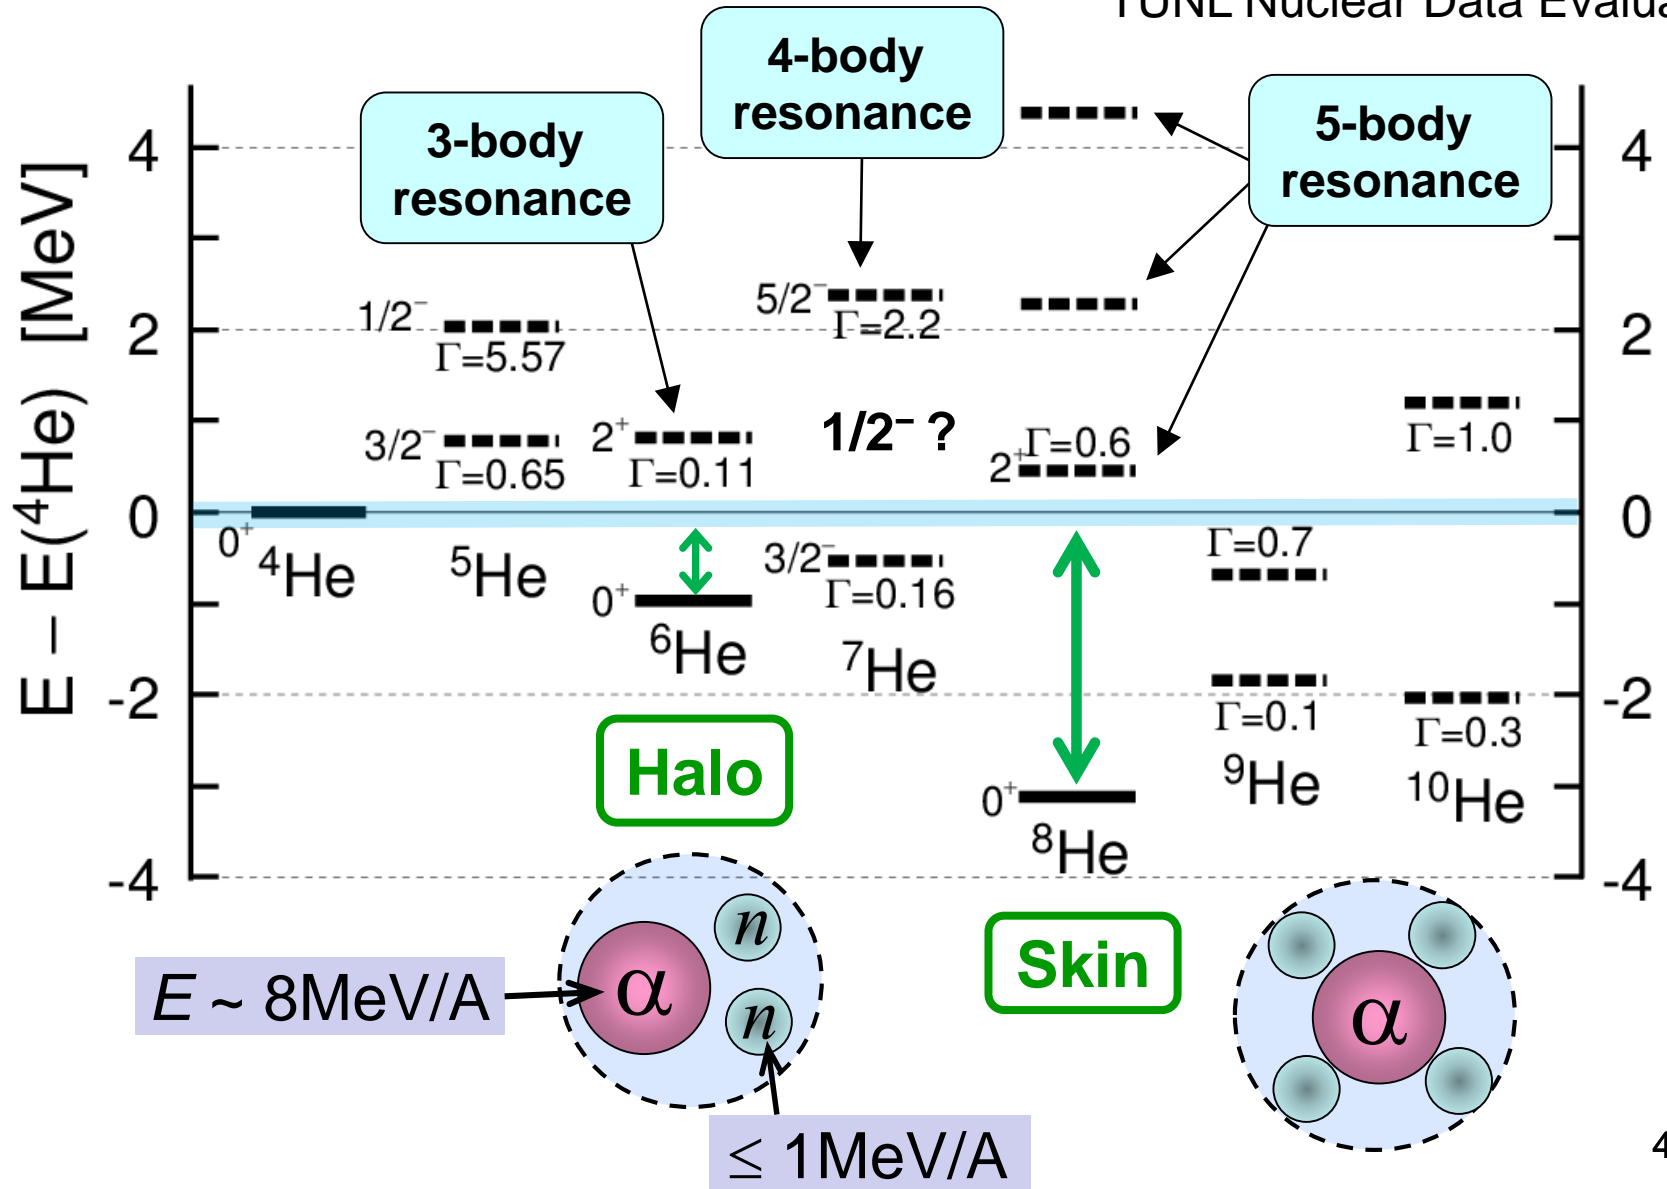 TUNL Nuclear Data
4-body
resonance
3-body
resonance
5-body
resonance
E – E(⁴He) [MeV]
4
2
0
-2
-4
4
2
0
-2
-4
0⁺
⁴He
1/2⁻
Γ=5.57
3/2⁻
Γ=0.65
⁵He
2⁺
Γ=0.11
0⁺
⁶He
5/2⁻
Γ=2.2
1/2⁻ ?
3/2⁻
Γ=0.16
⁷He
Γ=0.6
2⁺
0⁺
⁸He
Γ=0.7
Γ=0.1
⁹He
Γ=1.0
Γ=0.3
¹⁰He
Halo
Skin
E ~ 8MeV/A
α
n
n
≤ 1MeV/A
α
4